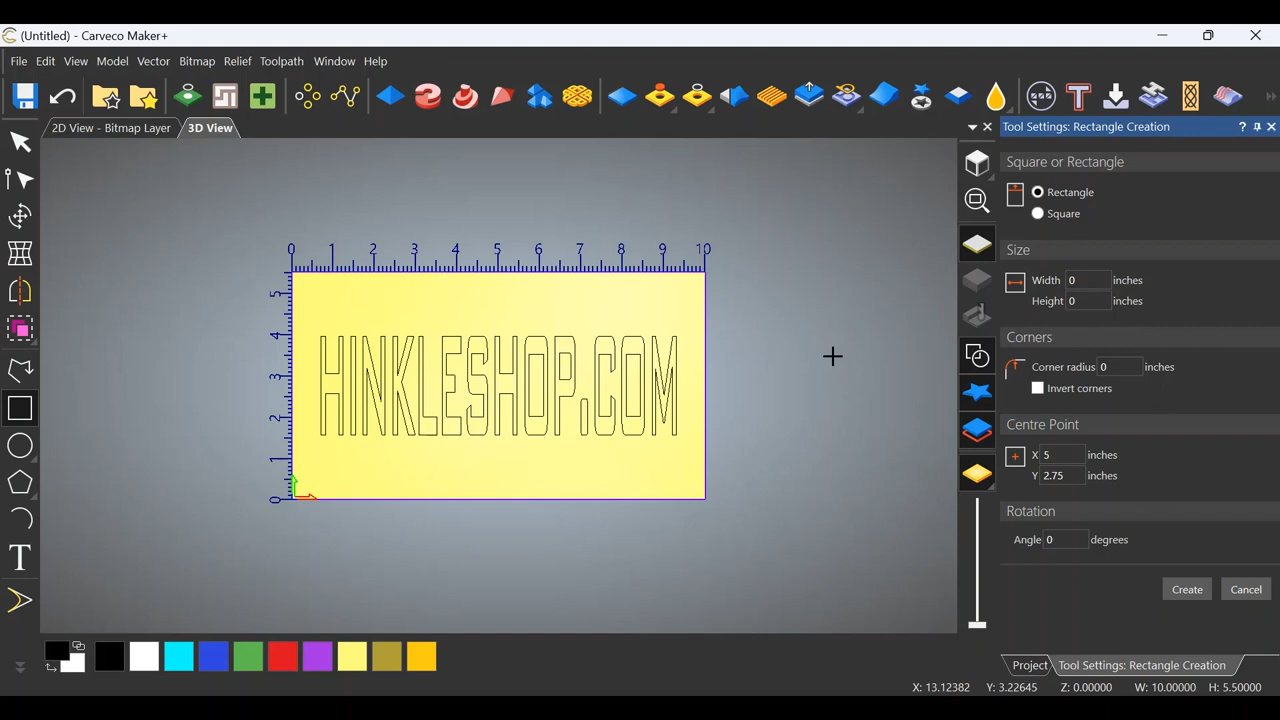 (Untitled) - Carveco Maker+
File Edit View Model Vector Bitmap Relief Toolpath Window Help
2D View - Bitmap Layer 3D View
Tool Settings: Rectangle Creation ?
Square or Rectangle
Rectangle
Square
Size
Width 0 inches
Height 0 inches
Corners
Corner radius 0 inches
Invert corners
Centre Point
X 5 inches
Y 2.75 inches
Rotation
Angle 0 degrees
Create Cancel
0 1 2 3 4 5 6 7 8 9 10
5
4
3
2
1
0
HINKLESHOP.COM
Project Tool Settings: Rectangle Creation
X: 13.12382 Y: 3.22645 Z: 0.00000 W: 10.00000 H: 5.50000